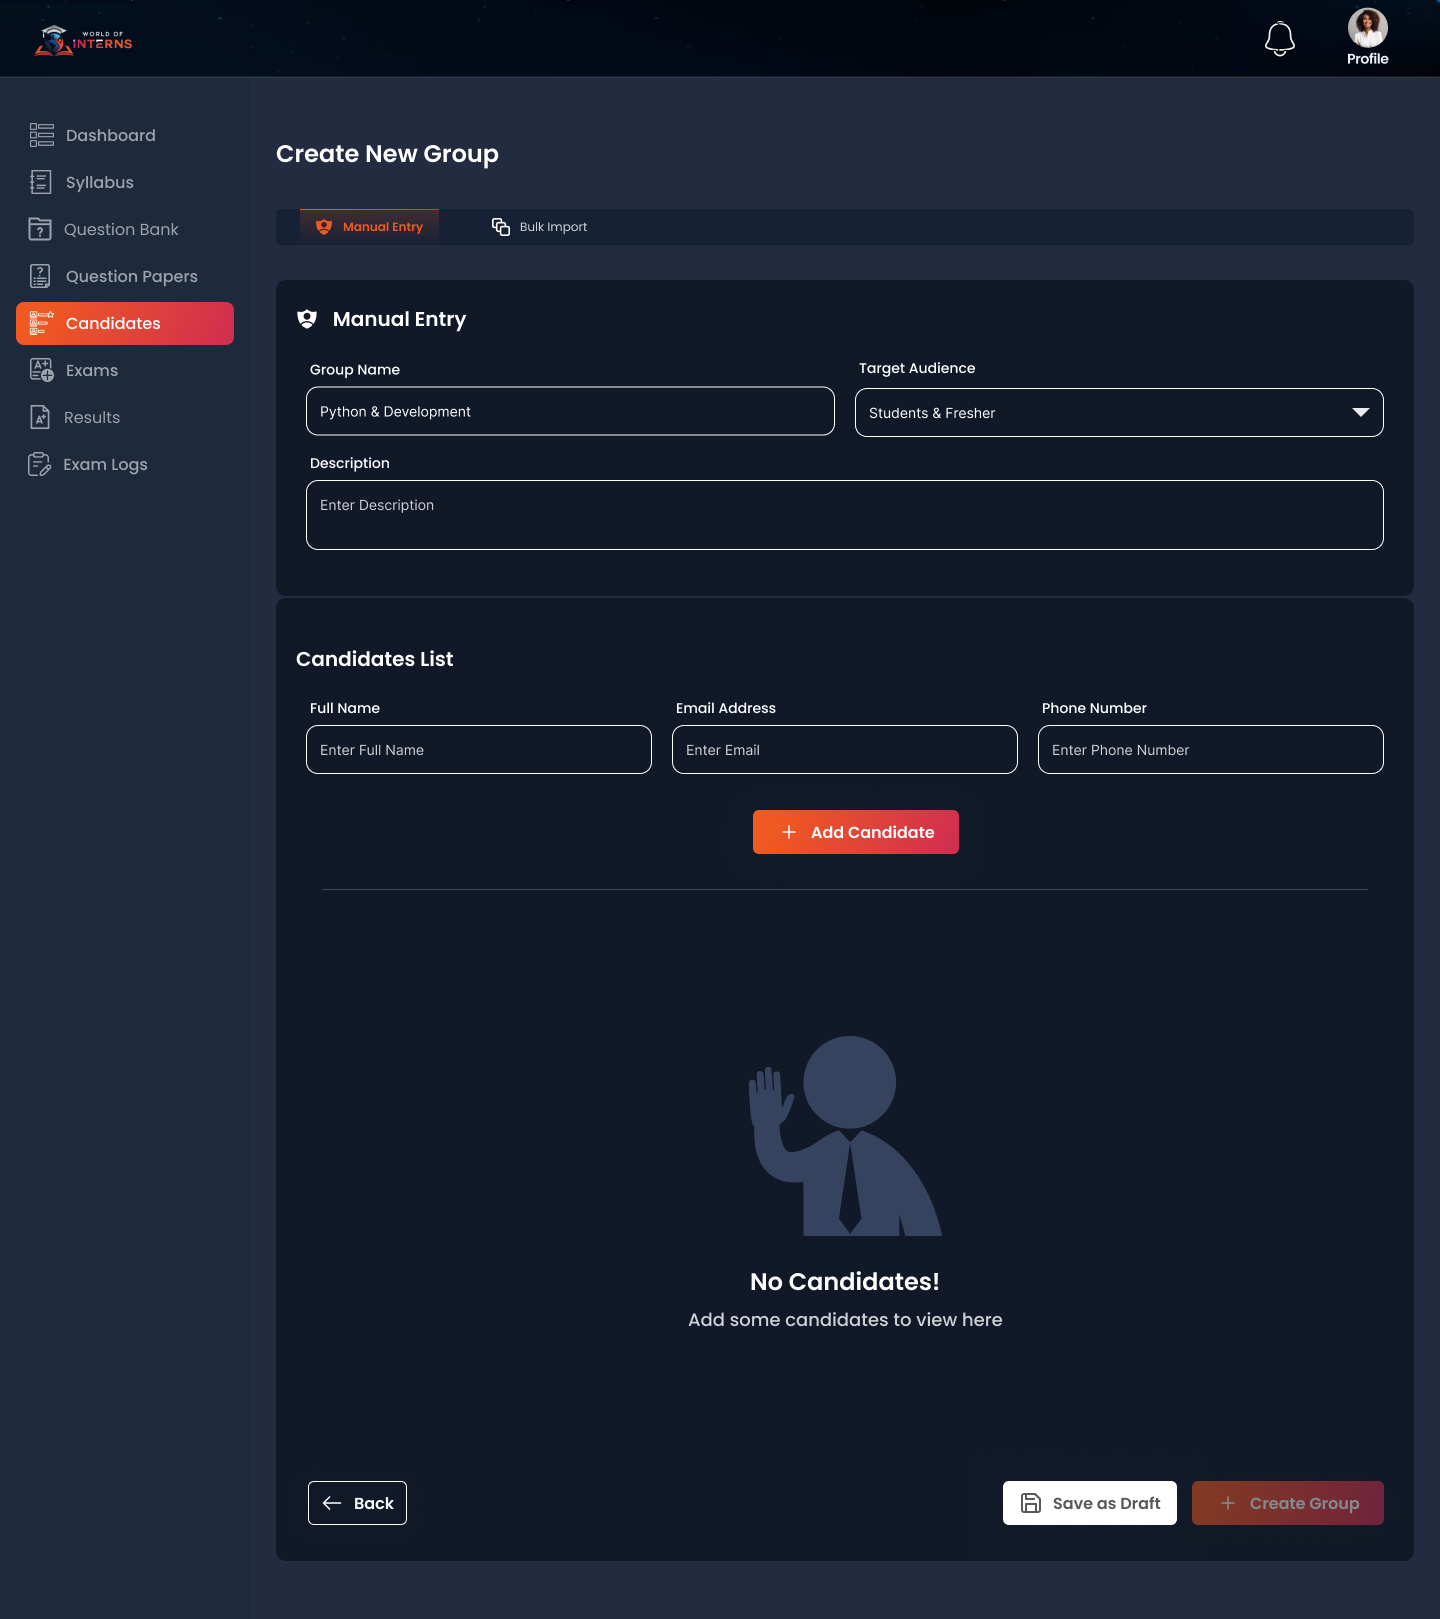 WORLD OF
INTERNS
Profile
Dashboard
Syllabus
Question Bank
Question Papers
Candidates
Exams
Results
Exam Logs
Create New Group
Manual Entry
Bulk Import
Manual Entry
Group Name
Target Audience
Python & Development
Students & Fresher
Description
Enter Description
Candidates List
Full Name
Email Address
Phone Number
Enter Full Name
Enter Email
Enter Phone Number
Add Candidate
No Candidates!
Add some candidates to view here
Back
Save as Draft
Create Group